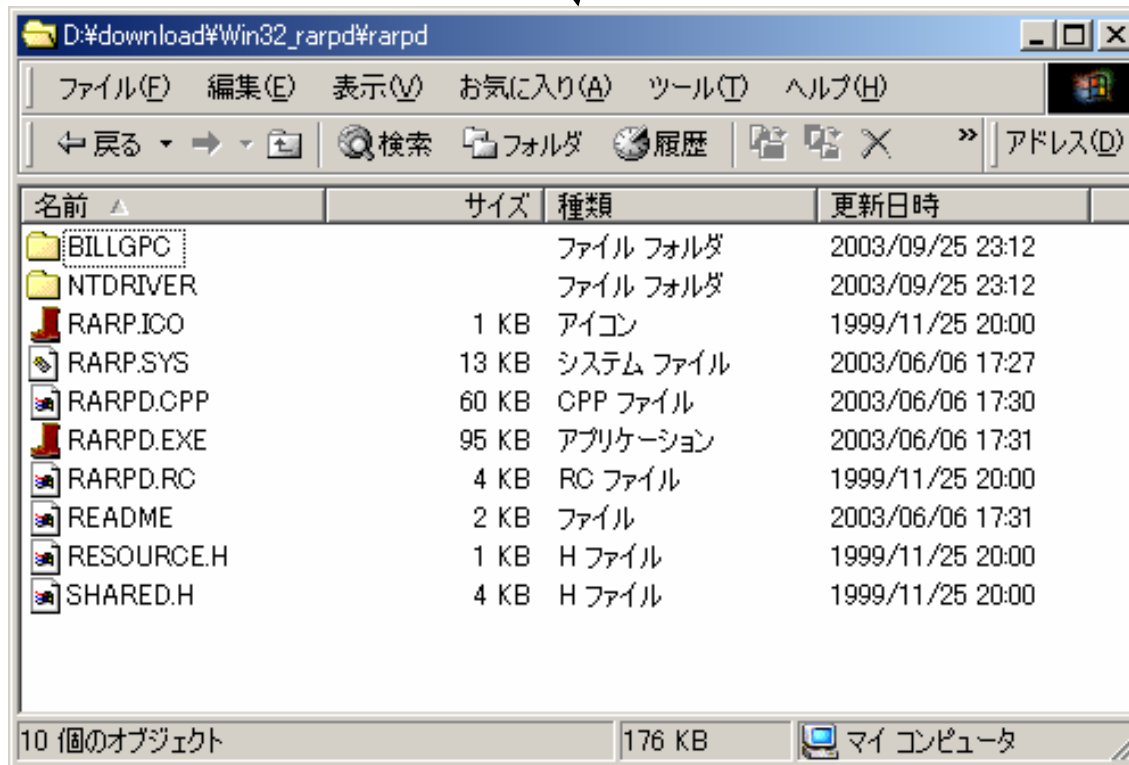 D:¥download¥Win32_rarpd¥rarpd
ファイル(F) 編集(E) 表示(V) お気に入り(A) ツール(T) ヘルプ(H)
戻る 検索 フォルダ 履歴 » アドレス(D)
名前 サイズ 種類 更新日時
BILLGPC ファイル フォルダ 2003/09/25 23:12
NTDRIVER ファイル フォルダ 2003/09/25 23:12
RARP.ICO 1 KB アイコン 1999/11/25 20:00
RARP.SYS 13 KB システム ファイル 2003/06/06 17:27
RARPD.CPP 60 KB CPP ファイル 2003/06/06 17:30
RARPD.EXE 95 KB アプリケーション 2003/06/06 17:31
RARPD.RC 4 KB RC ファイル 1999/11/25 20:00
README 2 KB ファイル 2003/06/06 17:31
RESOURCE.H 1 KB H ファイル 1999/11/25 20:00
SHARED.H 4 KB H ファイル 1999/11/25 20:00
10 個のオブジェクト 176 KB マイ コンピュータ